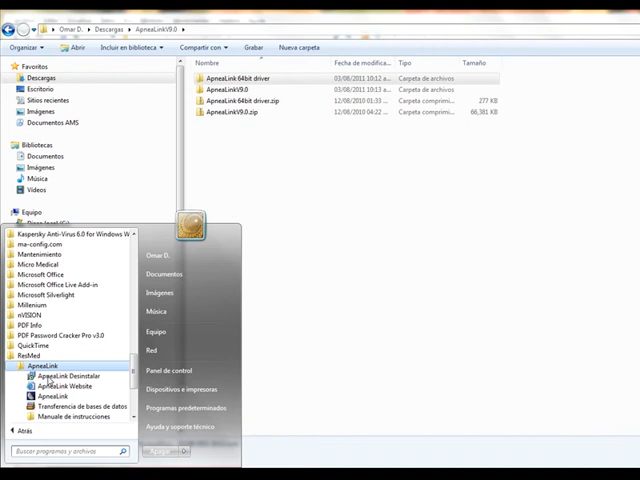 Omar D. ▸ Descargas ▸ ApneaLinkV9.0 ▸
Organizar Abrir Incluir en biblioteca Compartir con Grabar Nueva carpeta
Favoritos
Descargas
Escritorio
Sitios recientes
Imágenes
Documentos AMS
Bibliotecas
Documentos
Imágenes
Música
Vídeos
Equipo
Nombre Fecha de modifica... Tipo Tamaño
ApneaLink 64bit driver 03/08/2011 10:12 a... Carpeta de archivos
ApneaLinkV9.0 03/08/2011 10:13 a... Carpeta de archivos
ApneaLink 64bit driver.zip 12/08/2010 01:33 ... Carpeta comprimi... 277 KB
ApneaLinkV9.0.zip 12/08/2010 04:22 ... Carpeta comprimi... 66,381 KB
Kaspersky Anti-Virus 6.0 for Windows W
ma-config.com
Mantenimiento
Micro Medical
Microsoft Office
Microsoft Office Live Add-in
Microsoft Silverlight
Millenium
nVISION
PDF Info
PDF Password Cracker Pro v3.0
QuickTime
ResMed
ApneaLink
ApneaLink Desinstalar
ApneaLink Website
ApneaLink
Transferencia de bases de datos
Manuale de instrucciones
Atrás
Buscar programas y archivos
Omar D.
Documentos
Imágenes
Música
Equipo
Red
Panel de control
Dispositivos e impresoras
Programas predeterminados
Ayuda y soporte técnico
Apagar